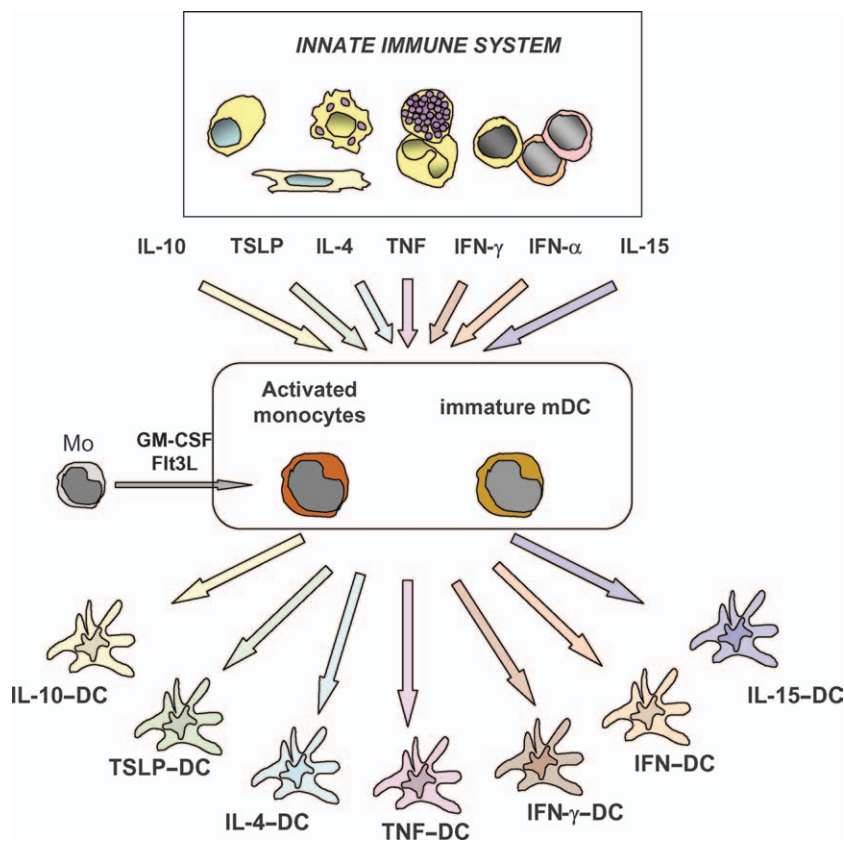 INNATE IMMUNE SYSTEM
IL-10 TSLP IL-4 TNF IFN-γ IFN-α IL-15
Activated
monocytes
immature mDC
Mo
GM-CSF
Flt3L
IL-10–DC
TSLP–DC
IL-4–DC
TNF–DC
IFN-γ–DC
IFN–DC
IL-15–DC